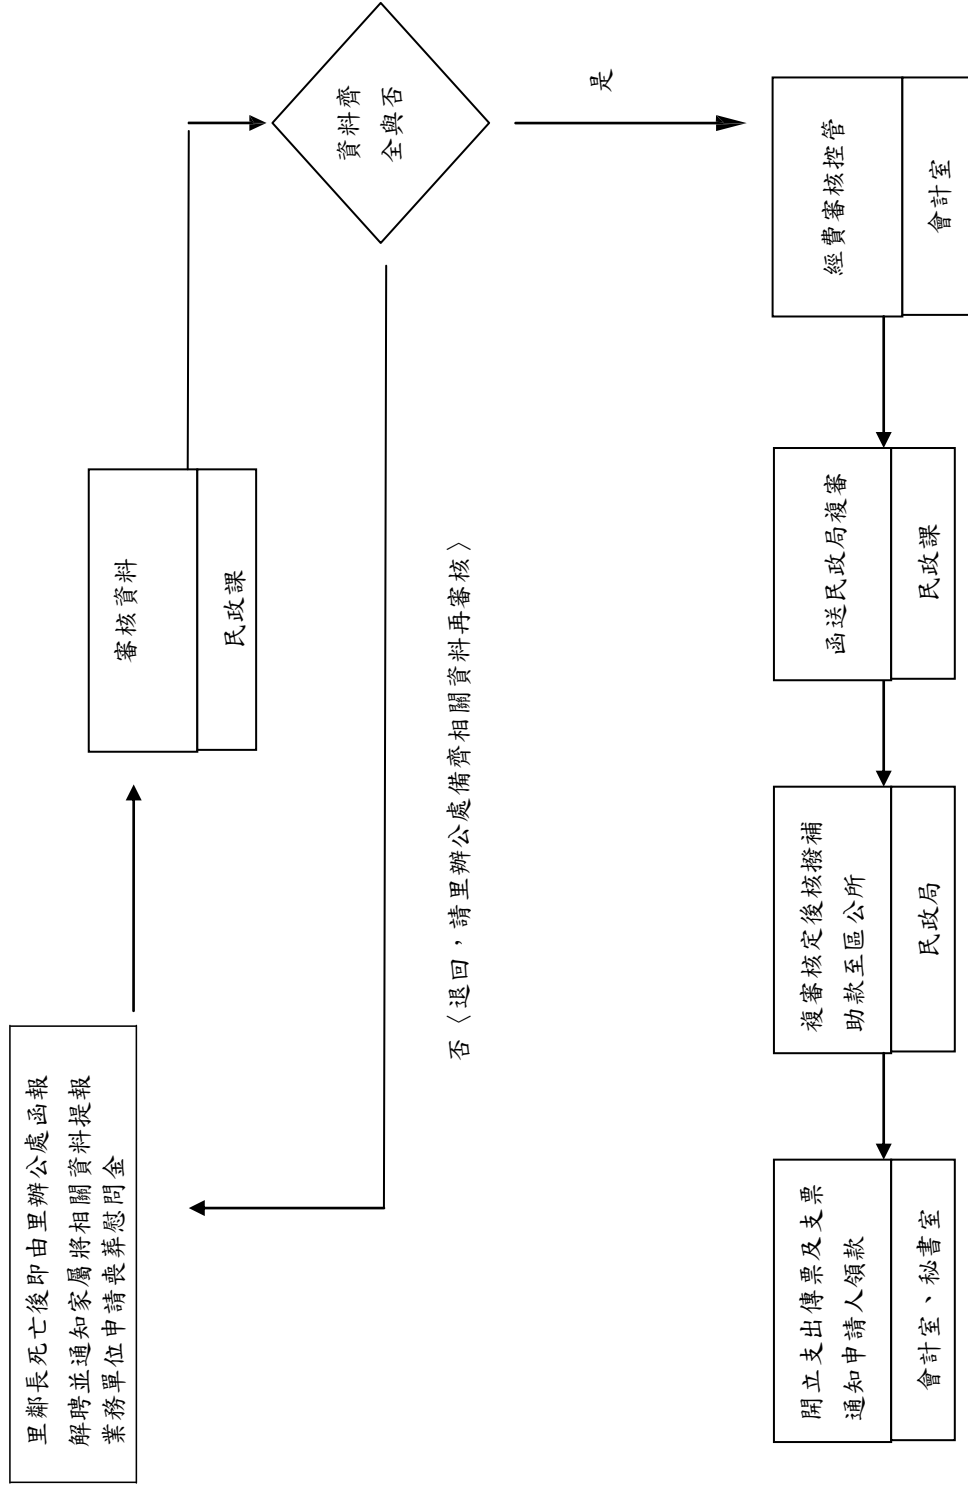 里鄰長死亡後即由里辦公處函報
解聘並通知家屬將相關資料提報
業務單位申請喪葬慰問金
審核資料
民政課
資料齊
全與否
否〈退回，請里辦公處備齊相關資料再審核〉
是
經費審核控管
會計室
函送民政局複審
民政課
複審核定後核撥補
助款至區公所
民政局
開立支出傳票及支票
通知申請人領款
會計室、秘書室